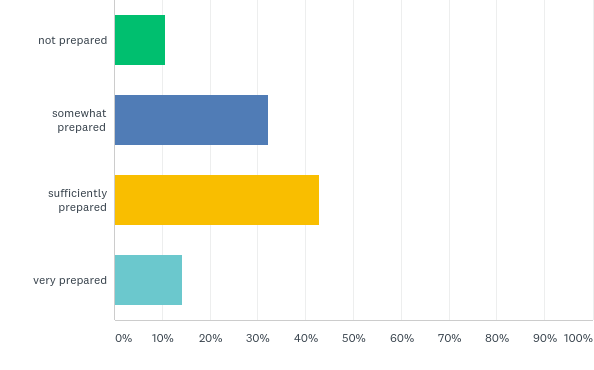 not prepared
somewhat
prepared
sufficiently
prepared
very prepared
0% 10% 20% 30% 40% 50% 60% 70% 80% 90% 100%